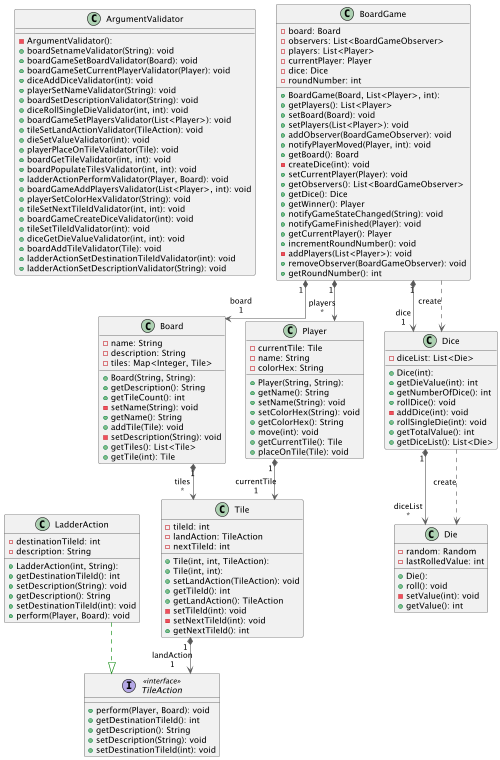 C ArgumentValidator
ArgumentValidator():
boardSetnameValidator(String): void
boardGameSetBoardValidator(Board): void
boardGameSetCurrentPlayerValidator(Player): void
diceAddDiceValidator(int): void
playerSetNameValidator(String): void
boardSetDescriptionValidator(String): void
diceRollSingleDieValidator(int, int): void
boardGameSetPlayersValidator(List<Player>): void
tileSetLandActionValidator(TileAction): void
dieSetValueValidator(int): void
playerPlaceOnTileValidator(Tile): void
boardGetTileValidator(int, int): void
boardPopulateTilesValidator(int, int): void
ladderActionPerformValidator(Player, Board): void
boardGameAddPlayersValidator(List<Player>, int): void
playerSetColorHexValidator(String): void
tileSetNextTileIdValidator(int): void
boardGameCreateDiceValidator(int): void
tileSetTileIdValidator(int): void
diceGetDieValueValidator(int, int): void
boardAddTileValidator(Tile): void
ladderActionSetDestinationTileIdValidator(int): void
ladderActionSetDescriptionValidator(String): void
C BoardGame
board: Board
observers: List<BoardGameObserver>
players: List<Player>
currentPlayer: Player
dice: Dice
roundNumber: int
BoardGame(Board, List<Player>, int):
getPlayers(): List<Player>
setBoard(Board): void
setPlayers(List<Player>): void
addObserver(BoardGameObserver): void
notifyPlayerMoved(Player, int): void
getBoard(): Board
createDice(int): void
setCurrentPlayer(Player): void
getObservers(): List<BoardGameObserver>
getDice(): Dice
getWinner(): Player
notifyGameStateChanged(String): void
notifyGameFinished(Player): void
getCurrentPlayer(): Player
incrementRoundNumber(): void
addPlayers(List<Player>): void
removeObserver(BoardGameObserver): void
getRoundNumber(): int
1
board
1
1
players
*
1
dice
1
create
C Board
name: String
description: String
tiles: Map<Integer, Tile>
Board(String, String):
getDescription(): String
getTileCount(): int
setName(String): void
getName(): String
addTile(Tile): void
setDescription(String): void
getTiles(): List<Tile>
getTile(int): Tile
C Player
currentTile: Tile
name: String
colorHex: String
Player(String, String):
getName(): String
setName(String): void
setColorHex(String): void
getColorHex(): String
move(int): void
getCurrentTile(): Tile
placeOnTile(Tile): void
C Dice
diceList: List<Die>
Dice(int):
getDieValue(int): int
getNumberOfDice(): int
rollDice(): void
addDice(int): void
rollSingleDie(int): void
getTotalValue(): int
getDiceList(): List<Die>
1
tiles
*
1
currentTile
1
1
diceList
*
create
C LadderAction
destinationTileId: int
description: String
LadderAction(int, String):
getDestinationTileId(): int
setDescription(String): void
getDescription(): String
setDestinationTileId(int): void
perform(Player, Board): void
C Tile
tileId: int
landAction: TileAction
nextTileId: int
Tile(int, int, TileAction):
Tile(int, int):
setLandAction(TileAction): void
getTileId(): int
getLandAction(): TileAction
setTileId(int): void
setNextTileId(int): void
getNextTileId(): int
C Die
random: Random
lastRolledValue: int
Die():
roll(): void
setValue(int): void
getValue(): int
1
landAction
1
I «interface»
TileAction
perform(Player, Board): void
getDestinationTileId(): int
getDescription(): String
setDescription(String): void
setDestinationTileId(int): void